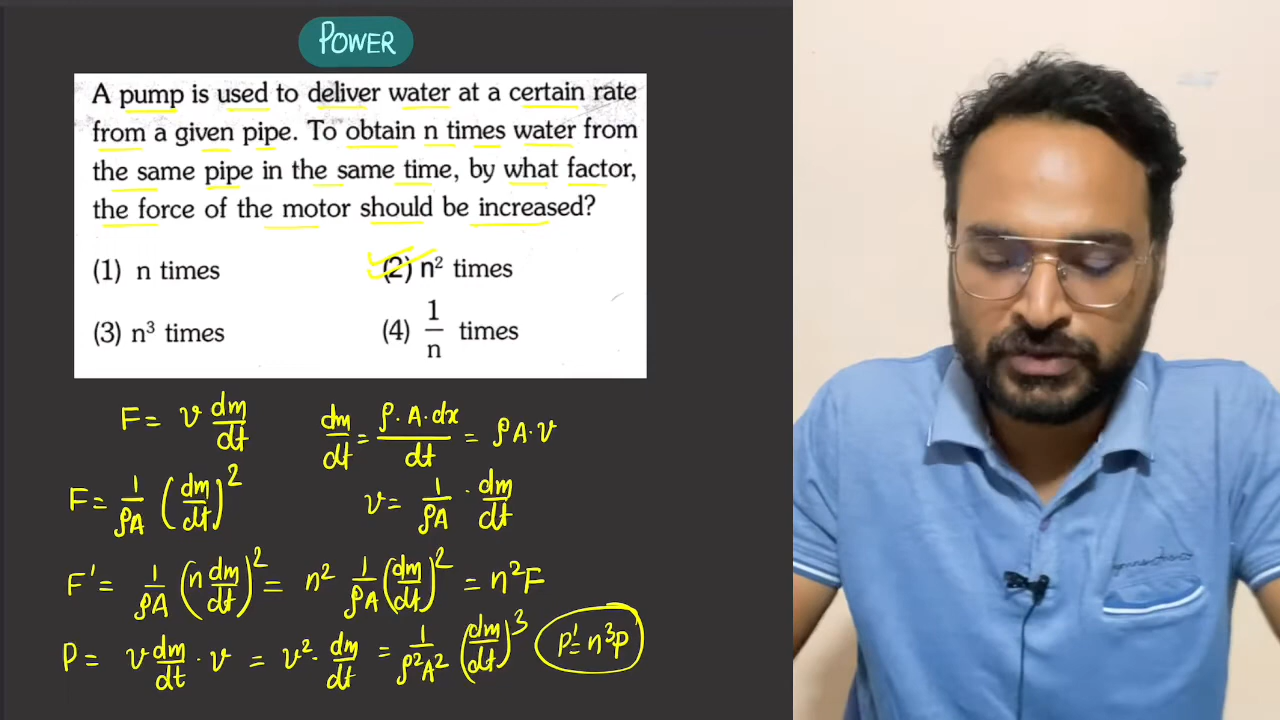 POWER
A pump is used to deliver water at a certain rate
from a given pipe. To obtain n times water from
the same pipe in the same time, by what factor,
the force of the motor should be increased?
(1) n times (2) n² times
(3) n³ times (4) 1/n times
F = v dm/dt dm/dt = ρ·A·dx/dt = ρA·v
F = 1/ρA (dm/dt)² v = 1/ρA · dm/dt
F' = 1/ρA (n dm/dt)² = n² 1/ρA (dm/dt)² = n²F
P = v dm/dt · v = v² · dm/dt = 1/ρ²A² (dm/dt)³ P' = n³P